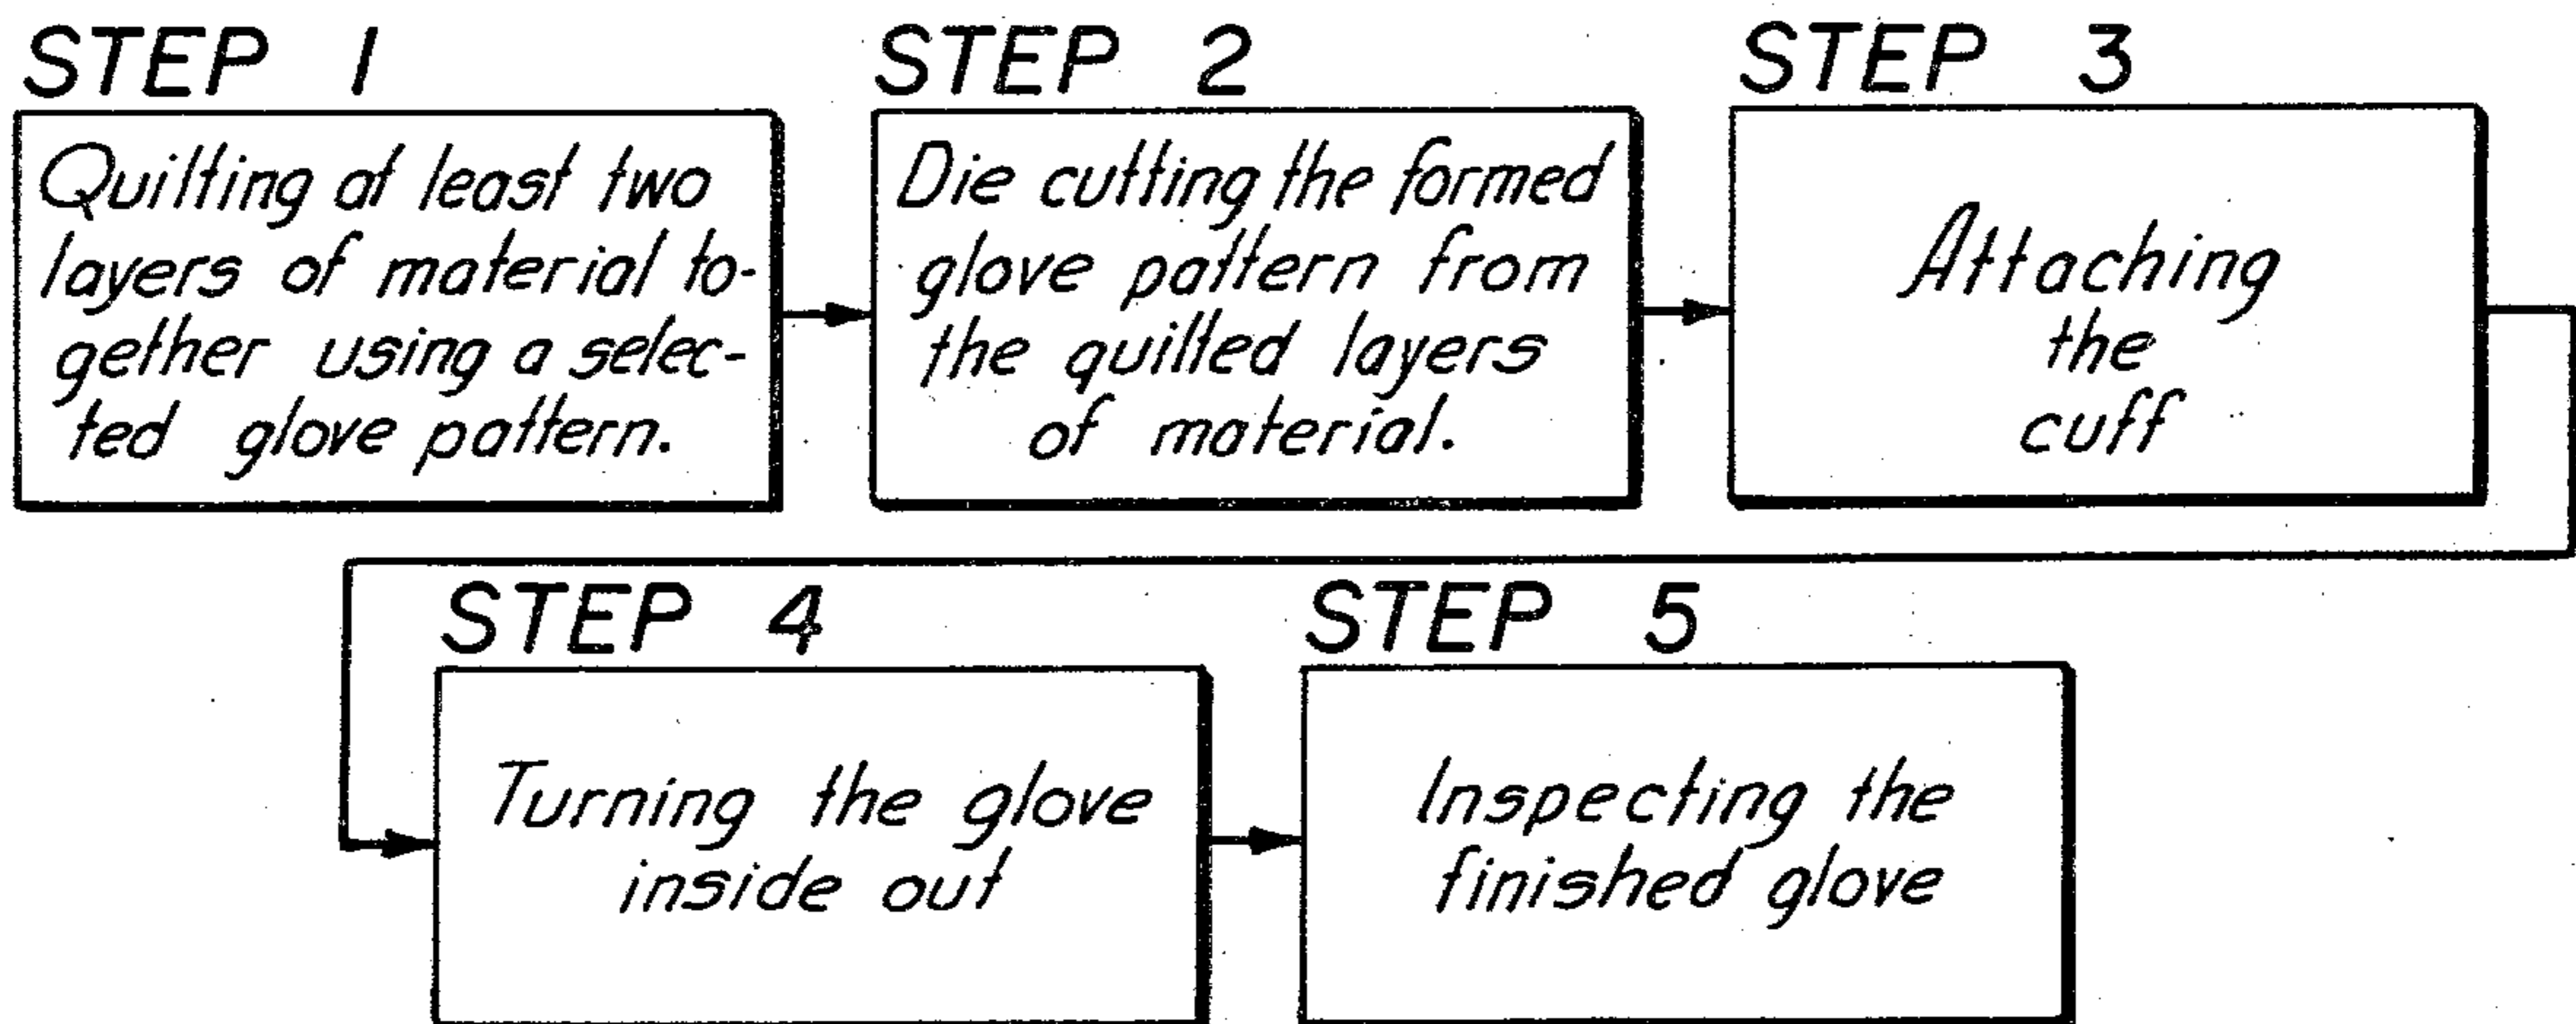 STEP 1
Quilting at least two
layers of material to-
gether using a selec-
ted glove pattern.
STEP 2
Die cutting the formed
glove pattern from
the quilted layers
of material.
STEP 3
Attaching
the
cuff
STEP 4
Turning the glove
inside out
STEP 5
Inspecting the
finished glove